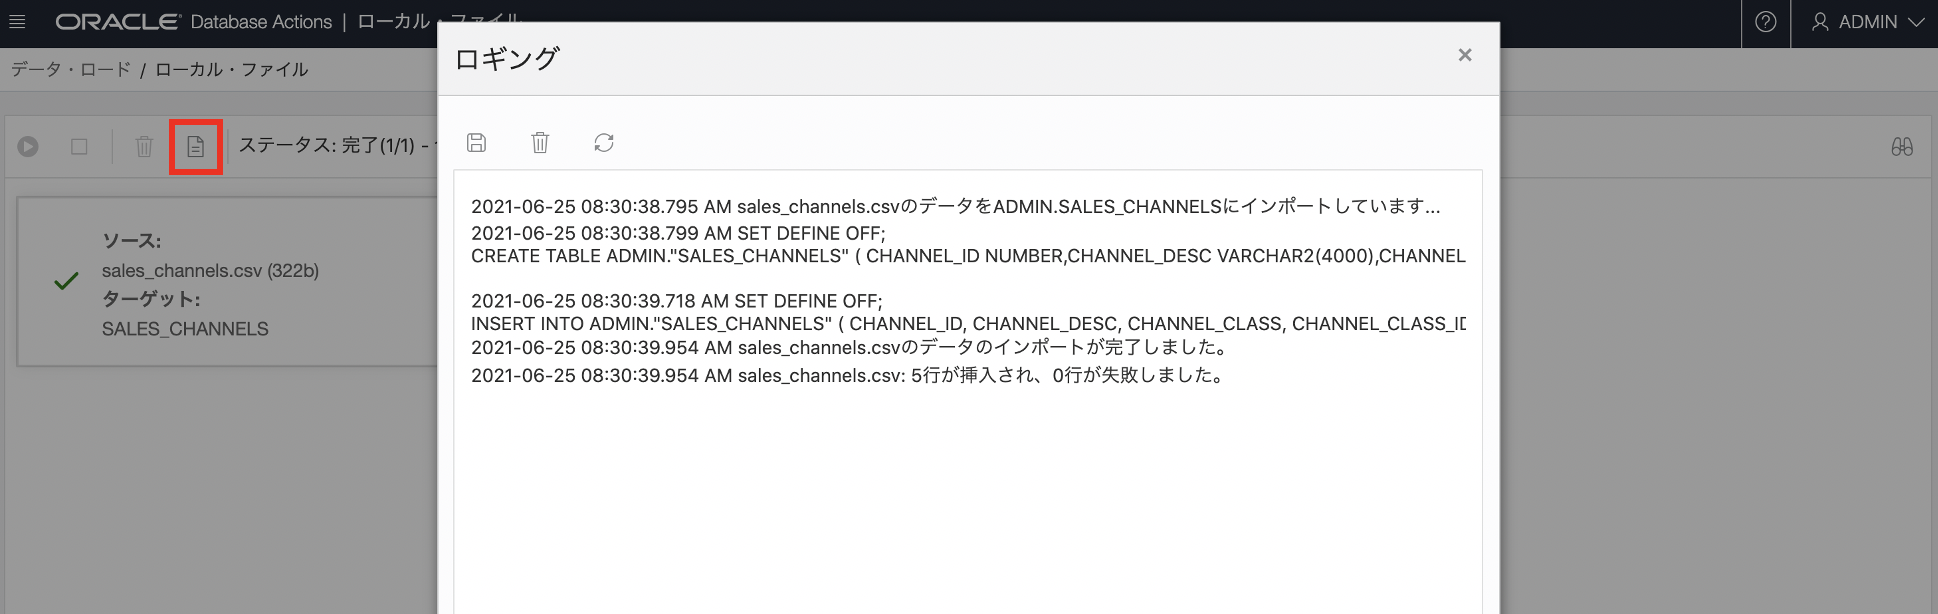 ORACLE Database Actions | ローカル・ファイル
ADMIN
データ・ロード / ローカル・ファイル
ロギング
ステータス: 完了(1/1) -
ソース:
sales_channels.csv (322b)
ターゲット:
SALES_CHANNELS
2021-06-25 08:30:38.795 AM sales_channels.csvのデータをADMIN.SALES_CHANNELSにインポートしています...
2021-06-25 08:30:38.799 AM SET DEFINE OFF;
CREATE TABLE ADMIN."SALES_CHANNELS" ( CHANNEL_ID NUMBER,CHANNEL_DESC VARCHAR2(4000),CHANNEL
2021-06-25 08:30:39.718 AM SET DEFINE OFF;
INSERT INTO ADMIN."SALES_CHANNELS" ( CHANNEL_ID, CHANNEL_DESC, CHANNEL_CLASS, CHANNEL_CLASS_ID
2021-06-25 08:30:39.954 AM sales_channels.csvのデータのインポートが完了しました。
2021-06-25 08:30:39.954 AM sales_channels.csv: 5行が挿入され、0行が失敗しました。